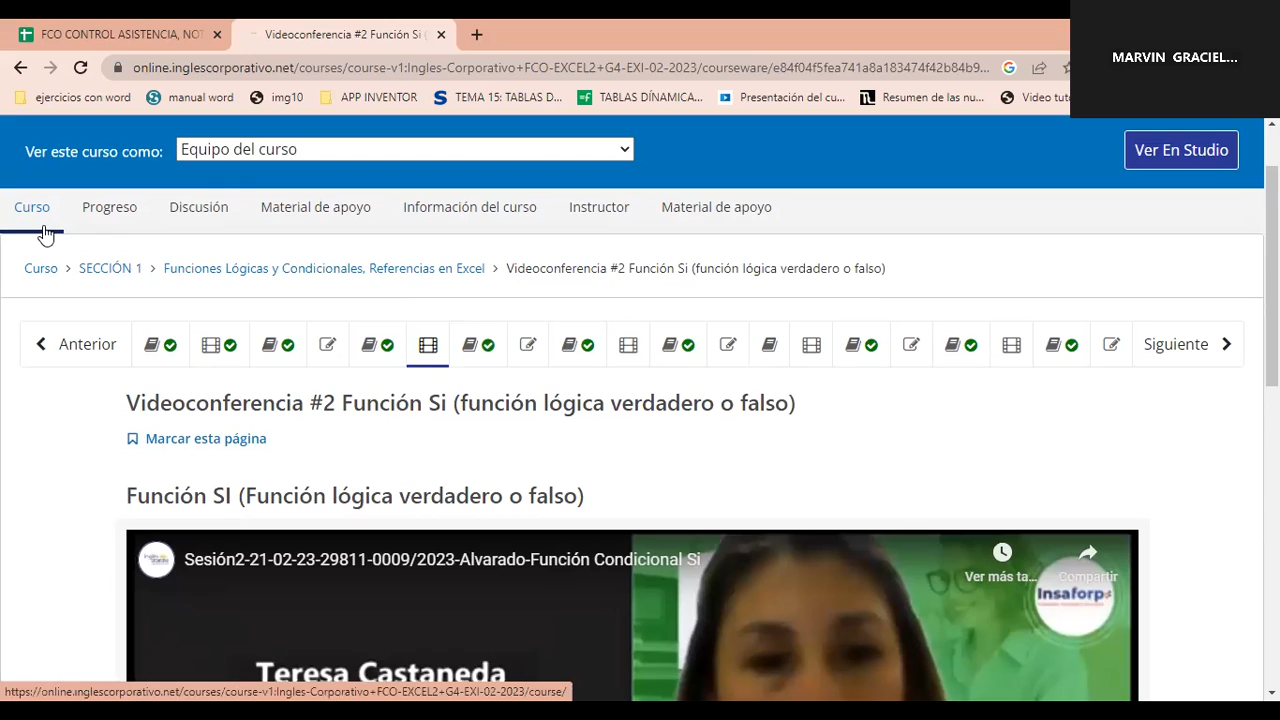 FCO CONTROL ASISTENCIA, NOT
Videoconferencia #2 Función Si (
MARVIN GRACIEL...
online.inglescorporativo.net/courses/course-v1:Ingles-Corporativo+FCO-EXCEL2+G4-EXI-02-2023/courseware/e84f04f5fea741a8a183474f42b84b9...
ejercicios con word
manual word
img10
APP INVENTOR
TEMA 15: TABLAS D...
TABLAS DÍNAMICA...
Presentación del cu...
Resumen de las nu...
Video tut
Ver este curso como:
Equipo del curso
Ver En Studio
Curso
Progreso
Discusión
Material de apoyo
Información del curso
Instructor
Material de apoyo
Curso > SECCIÓN 1 > Funciones Lógicas y Condicionales, Referencias en Excel > Videoconferencia #2 Función Si (función lógica verdadero o falso)
Anterior
Siguiente
Videoconferencia #2 Función Si (función lógica verdadero o falso)
Marcar esta página
Función SI (Función lógica verdadero o falso)
Sesión2-21-02-23-29811-0009/2023-Alvarado-Función Condicional Si
Ver más ta...
Compartir
Insaforp
Teresa Castaneda
https://online.inglescorporativo.net/courses/course-v1:Ingles-Corporativo+FCO-EXCEL2+G4-EXI-02-2023/course/